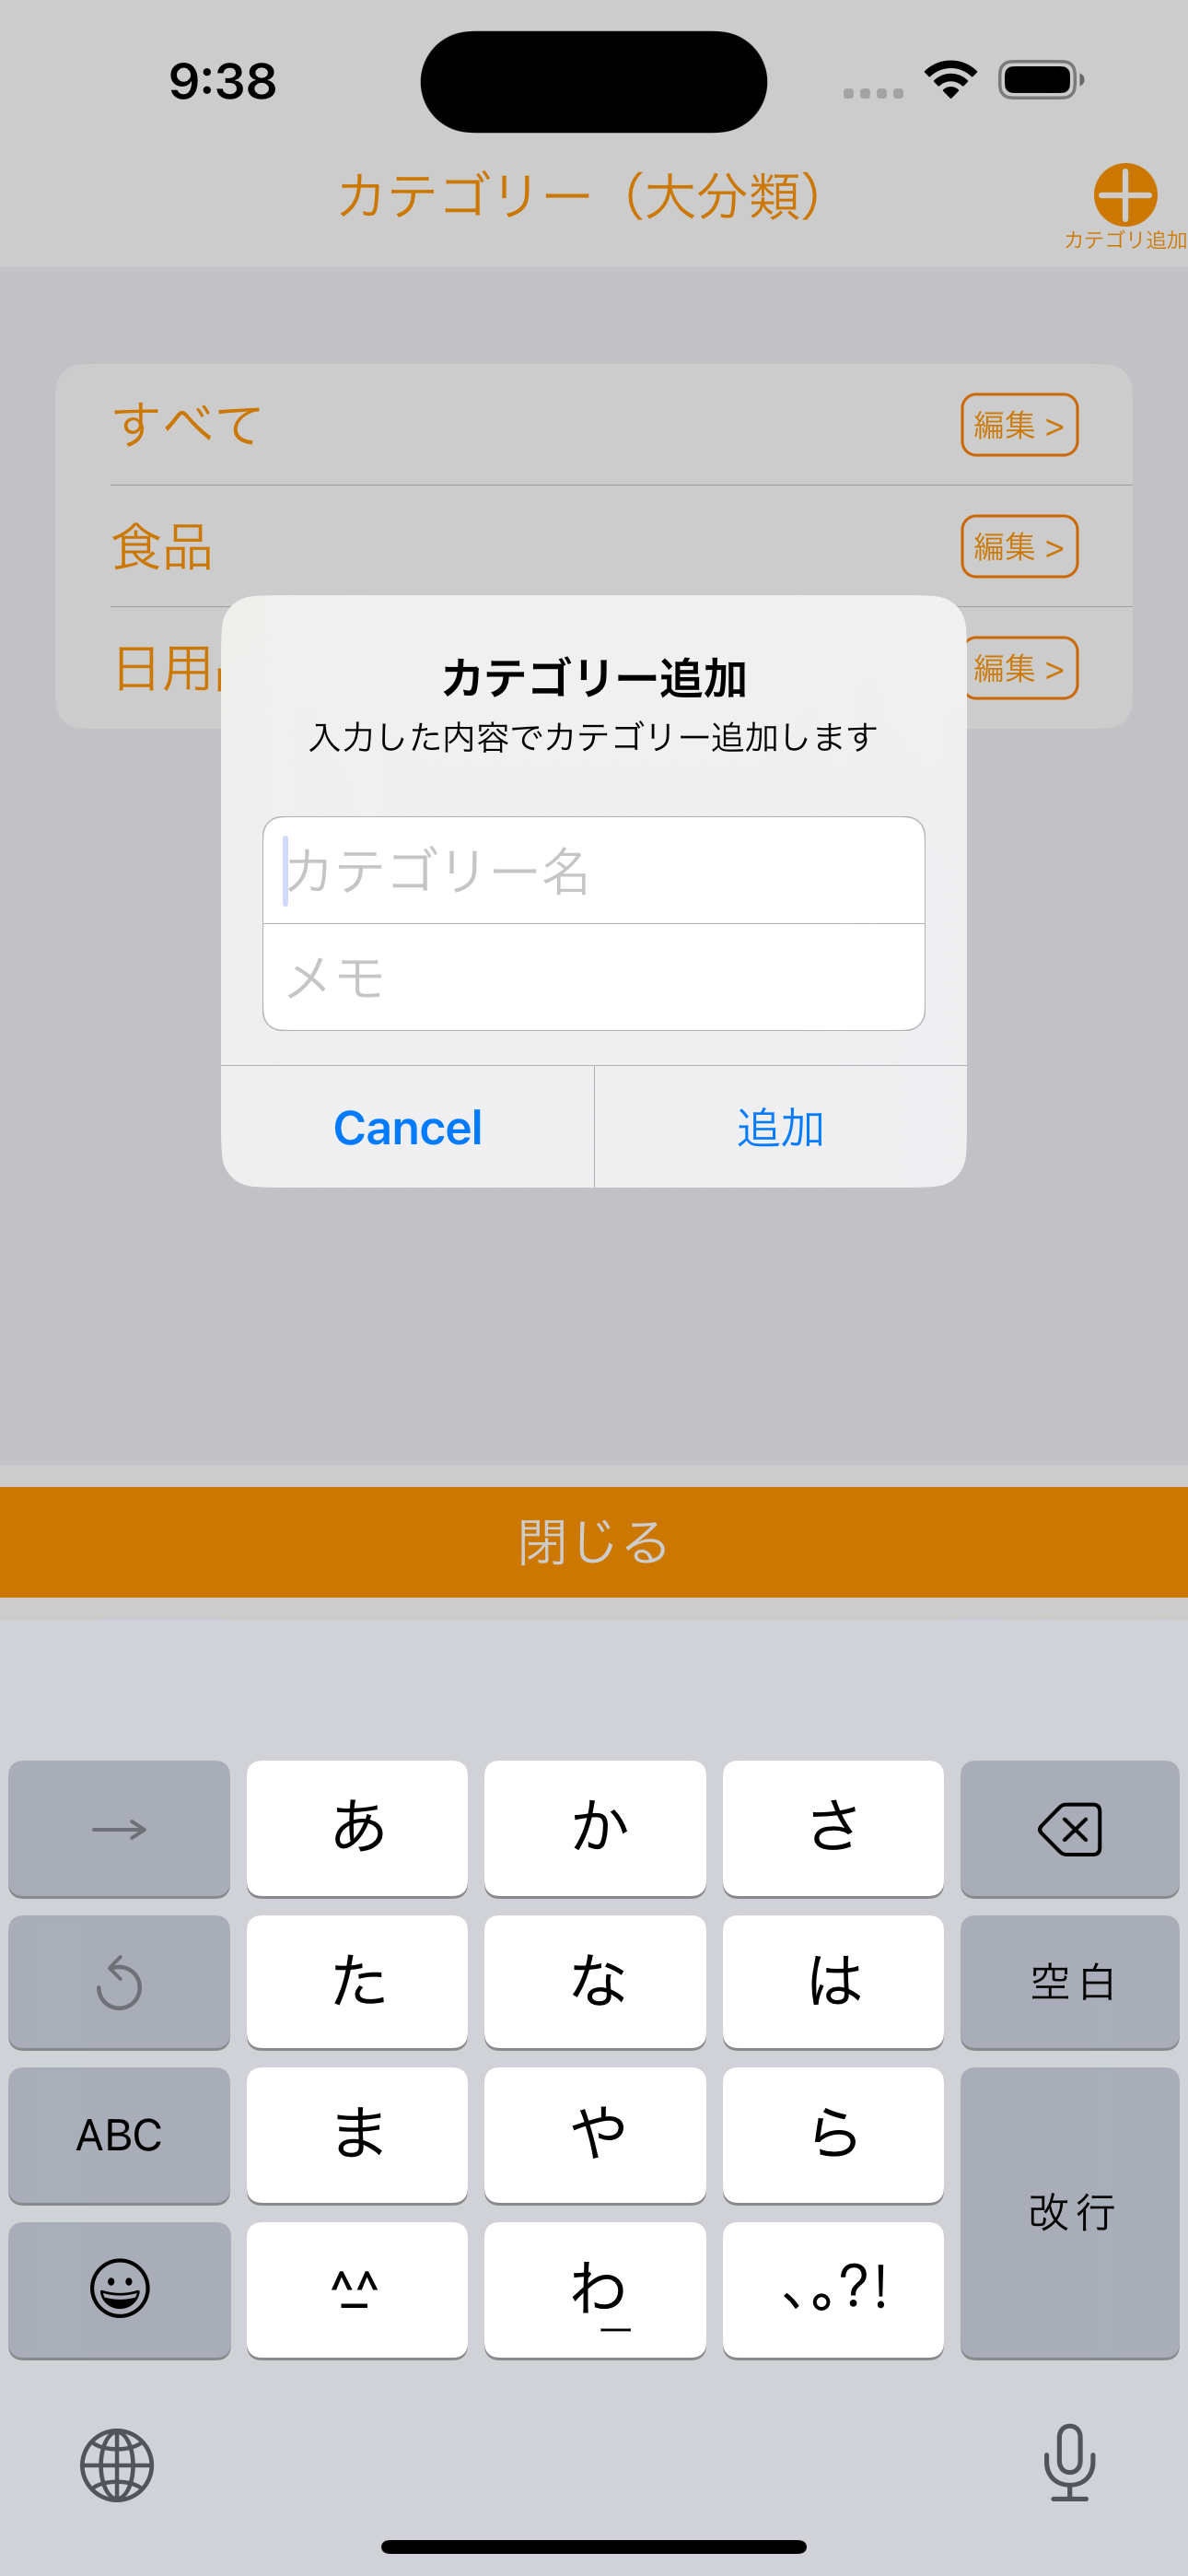 9:38
カテゴリー（大分類）
カテゴリ追加
すべて
編集 >
食品
編集 >
日用
編集 >
カテゴリー追加
入力した内容でカテゴリー追加します
カテゴリー名
メモ
Cancel
追加
閉じる
→ あ か さ
た な は 空白
ABC ま や ら
改行
^_^ わ_ 、。?!